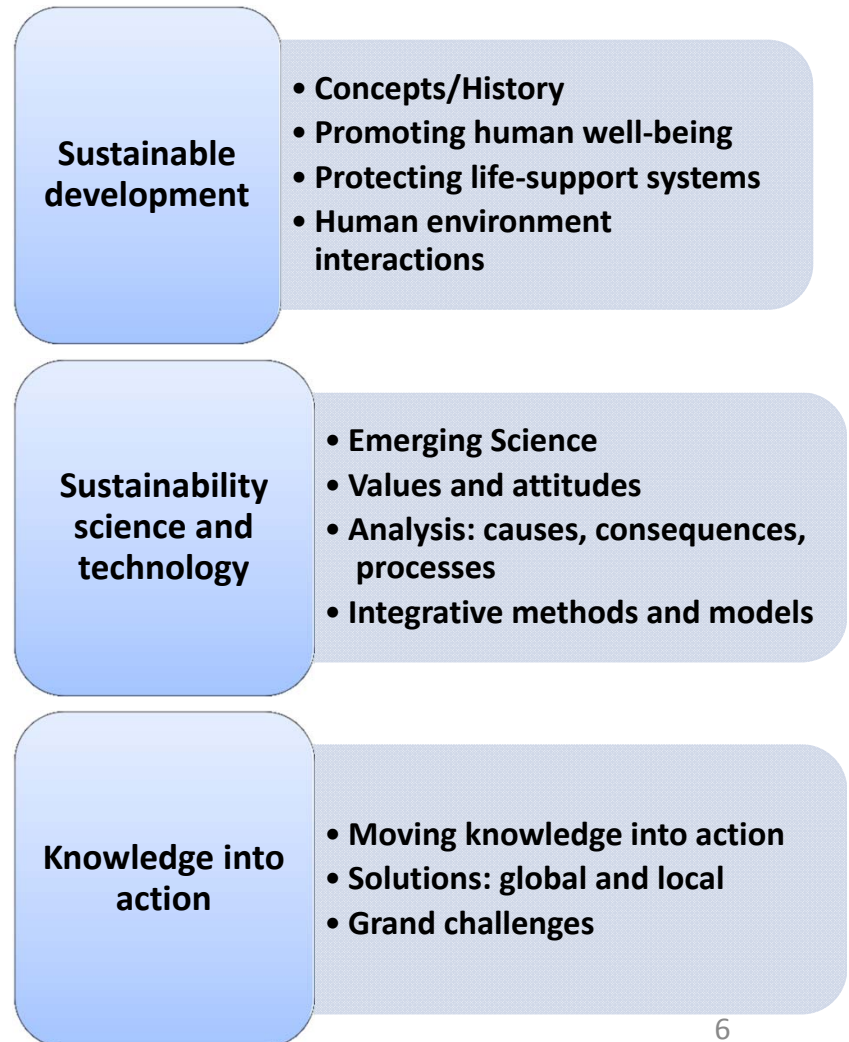 Sustainable
development
• Concepts/History
• Promoting human well-being
• Protecting life-support systems
• Human environment
interactions
Sustainability
science and
technology
• Emerging Science
• Values and attitudes
• Analysis: causes, consequences,
processes
• Integrative methods and models
Knowledge into
action
• Moving knowledge into action
• Solutions: global and local
• Grand challenges
6